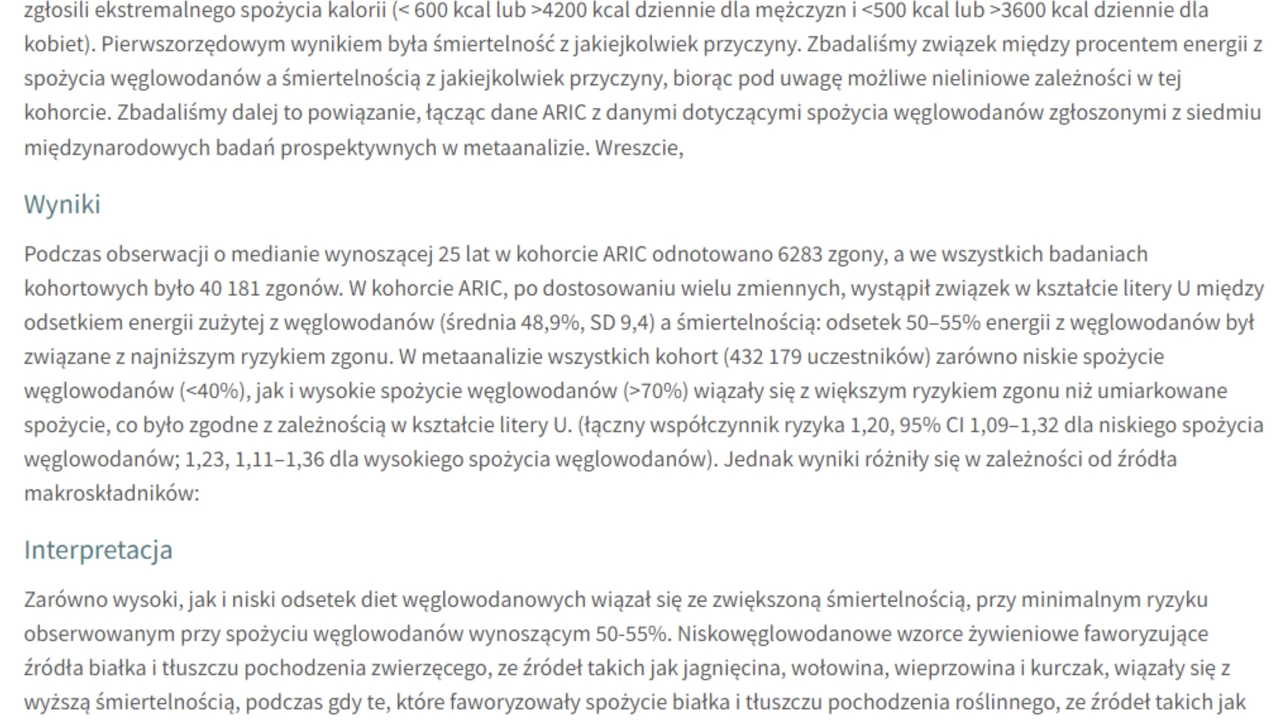 zgłosili ekstremalnego spożycia kalorii (< 600 kcal lub >4200 kcal dziennie dla mężczyzn i <500 kcal lub >3600 kcal dziennie dla
kobiet). Pierwszorzędowym wynikiem była śmiertelność z jakiejkolwiek przyczyny. Zbadaliśmy związek między procentem energii z
spożycia węglowodanów a śmiertelnością z jakiejkolwiek przyczyny, biorąc pod uwagę możliwe nieliniowe zależności w tej
kohorcie. Zbadaliśmy dalej to powiązanie, łącząc dane ARIC z danymi dotyczącymi spożycia węglowodanów zgłoszonymi z siedmiu
międzynarodowych badań prospektywnych w metaanalizie. Wreszcie,
Wyniki
Podczas obserwacji o medianie wynoszącej 25 lat w kohorcie ARIC odnotowano 6283 zgony, a we wszystkich badaniach
kohortowych było 40 181 zgonów. W kohorcie ARIC, po dostosowaniu wielu zmiennych, wystąpił związek w kształcie litery U między
odsetkiem energii zużytej z węglowodanów (średnia 48,9%, SD 9,4) a śmiertelnością: odsetek 50–55% energii z węglowodanów był
związane z najniższym ryzykiem zgonu. W metaanalizie wszystkich kohort (432 179 uczestników) zarówno niskie spożycie
węglowodanów (<40%), jak i wysokie spożycie węglowodanów (>70%) wiązały się z większym ryzykiem zgonu niż umiarkowane
spożycie, co było zgodne z zależnością w kształcie litery U. (łączny współczynnik ryzyka 1,20, 95% CI 1,09–1,32 dla niskiego spożycia
węglowodanów; 1,23, 1,11–1,36 dla wysokiego spożycia węglowodanów). Jednak wyniki różniły się w zależności od źródła
makroskładników:
Interpretacja
Zarówno wysoki, jak i niski odsetek diet węglowodanowych wiązał się ze zwiększoną śmiertelnością, przy minimalnym ryzyku
obserwowanym przy spożyciu węglowodanów wynoszącym 50-55%. Niskowęglowodanowe wzorce żywieniowe faworyzujące
źródła białka i tłuszczu pochodzenia zwierzęcego, ze źródeł takich jak jagnięcina, wołowina, wieprzowina i kurczak, wiązały się z
wyższą śmiertelnością, podczas gdy te, które faworyzowały spożycie białka i tłuszczu pochodzenia roślinnego, ze źródeł takich jak